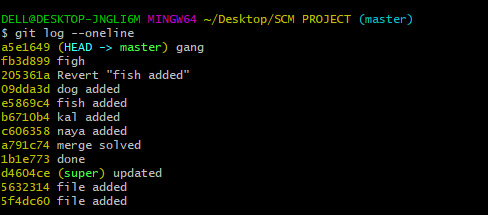 DELL@DESKTOP-JNGLI6M MINGW64 ~/Desktop/SCM PROJECT (master)
$ git log --oneline
a5e1649 (HEAD -> master) gang
fb3d899 figh
205361a Revert "fish added"
09dda3d dog added
e5869c4 fish added
b6710b4 kal added
c606358 naya added
a791c74 merge solved
1b1e773 done
d4604ce (super) updated
5632314 file added
5f4dc60 file added